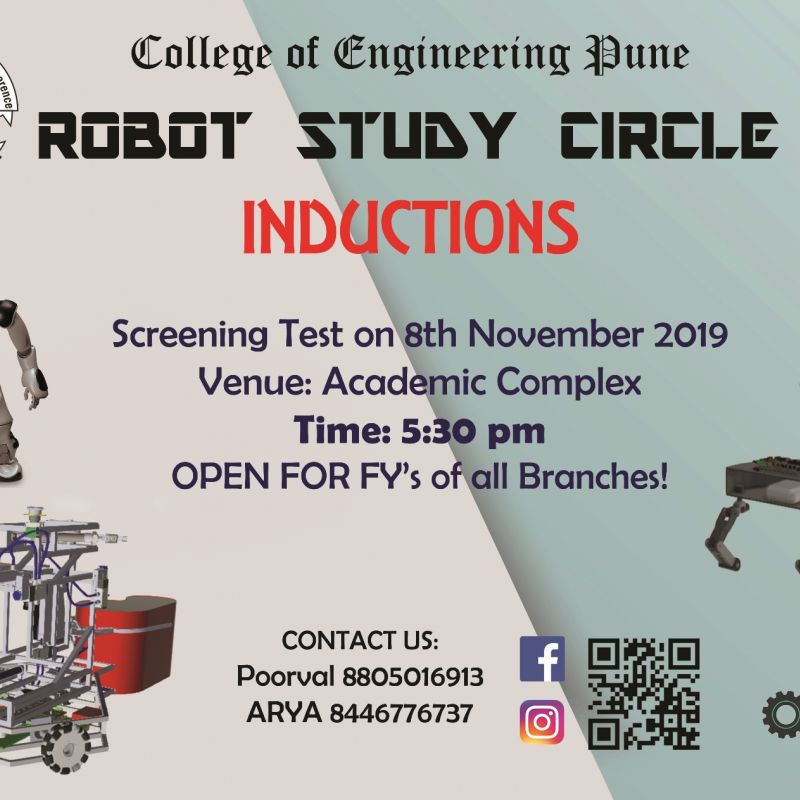 College of Engineering Pune
erence
ROBOT STUDY CIRCLE
INDUCTIONS
Screening Test on 8th November 2019
Venue: Academic Complex
Time: 5:30 pm
OPEN FOR FY's of all Branches!
CONTACT US:
Poorval 8805016913
ARYA 8446776737